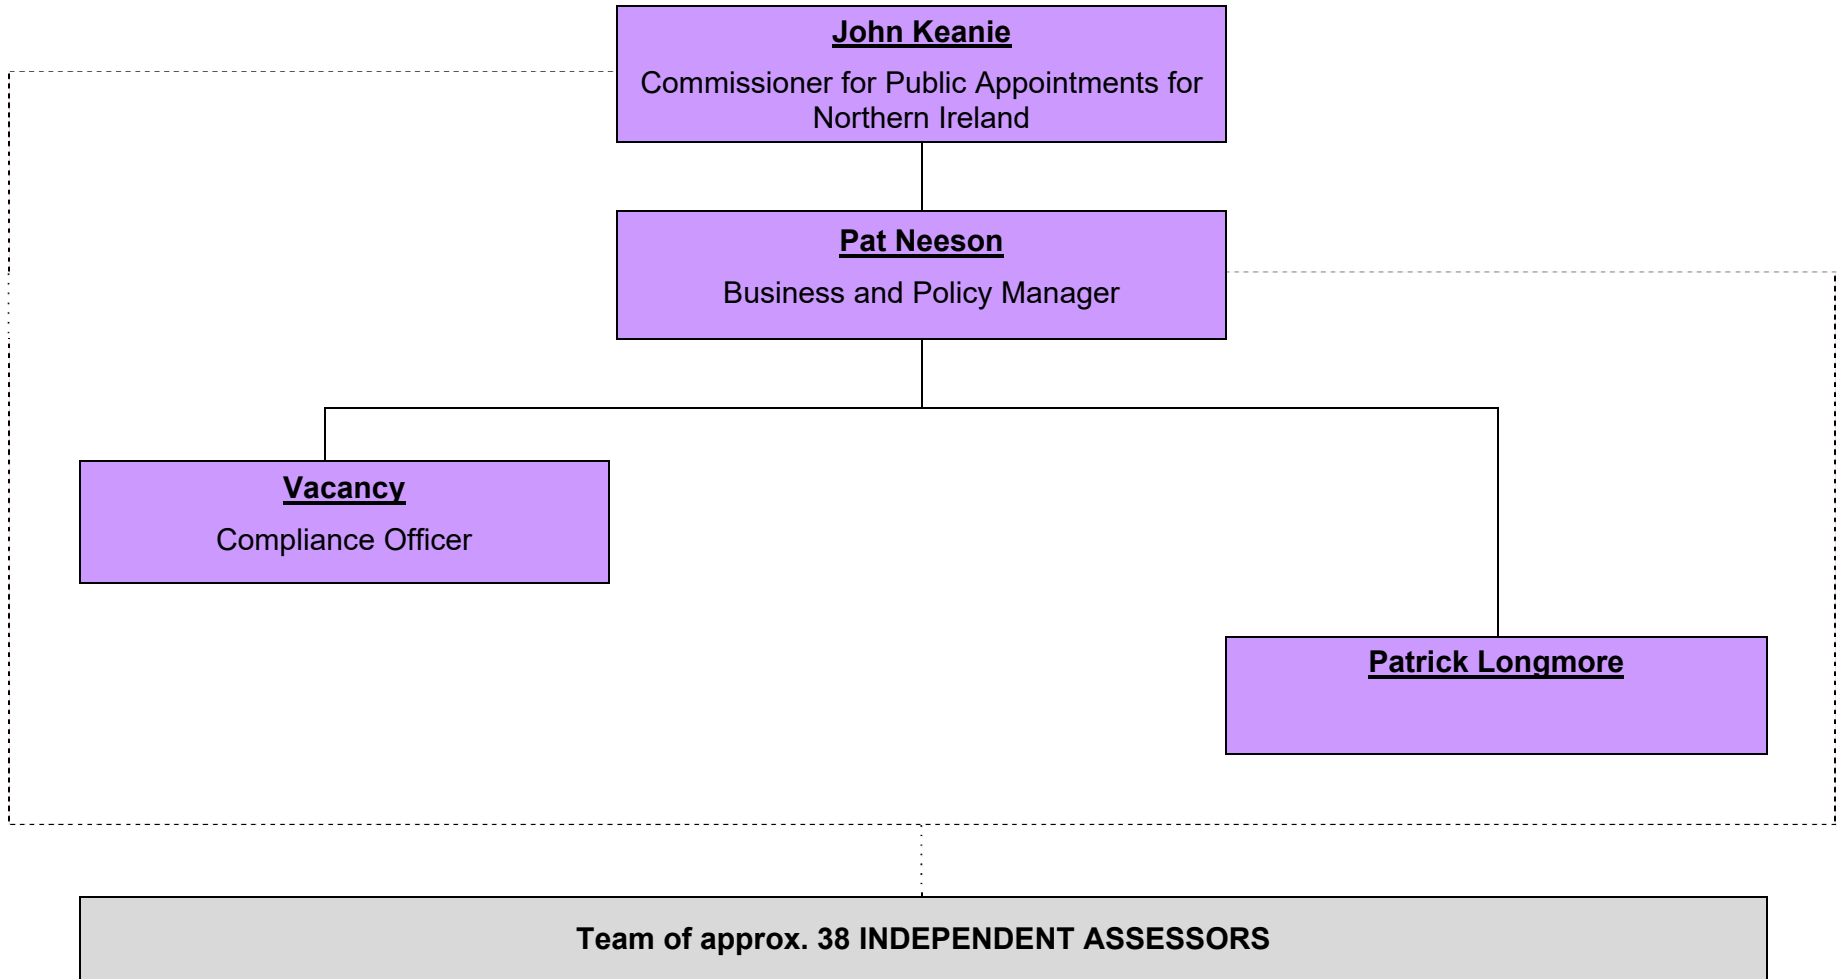 John Keanie
Commissioner for Public Appointments for
Northern Ireland
Pat Neeson
Business and Policy Manager
Vacancy
Compliance Officer
Patrick Longmore
Team of approx. 38 INDEPENDENT ASSESSORS